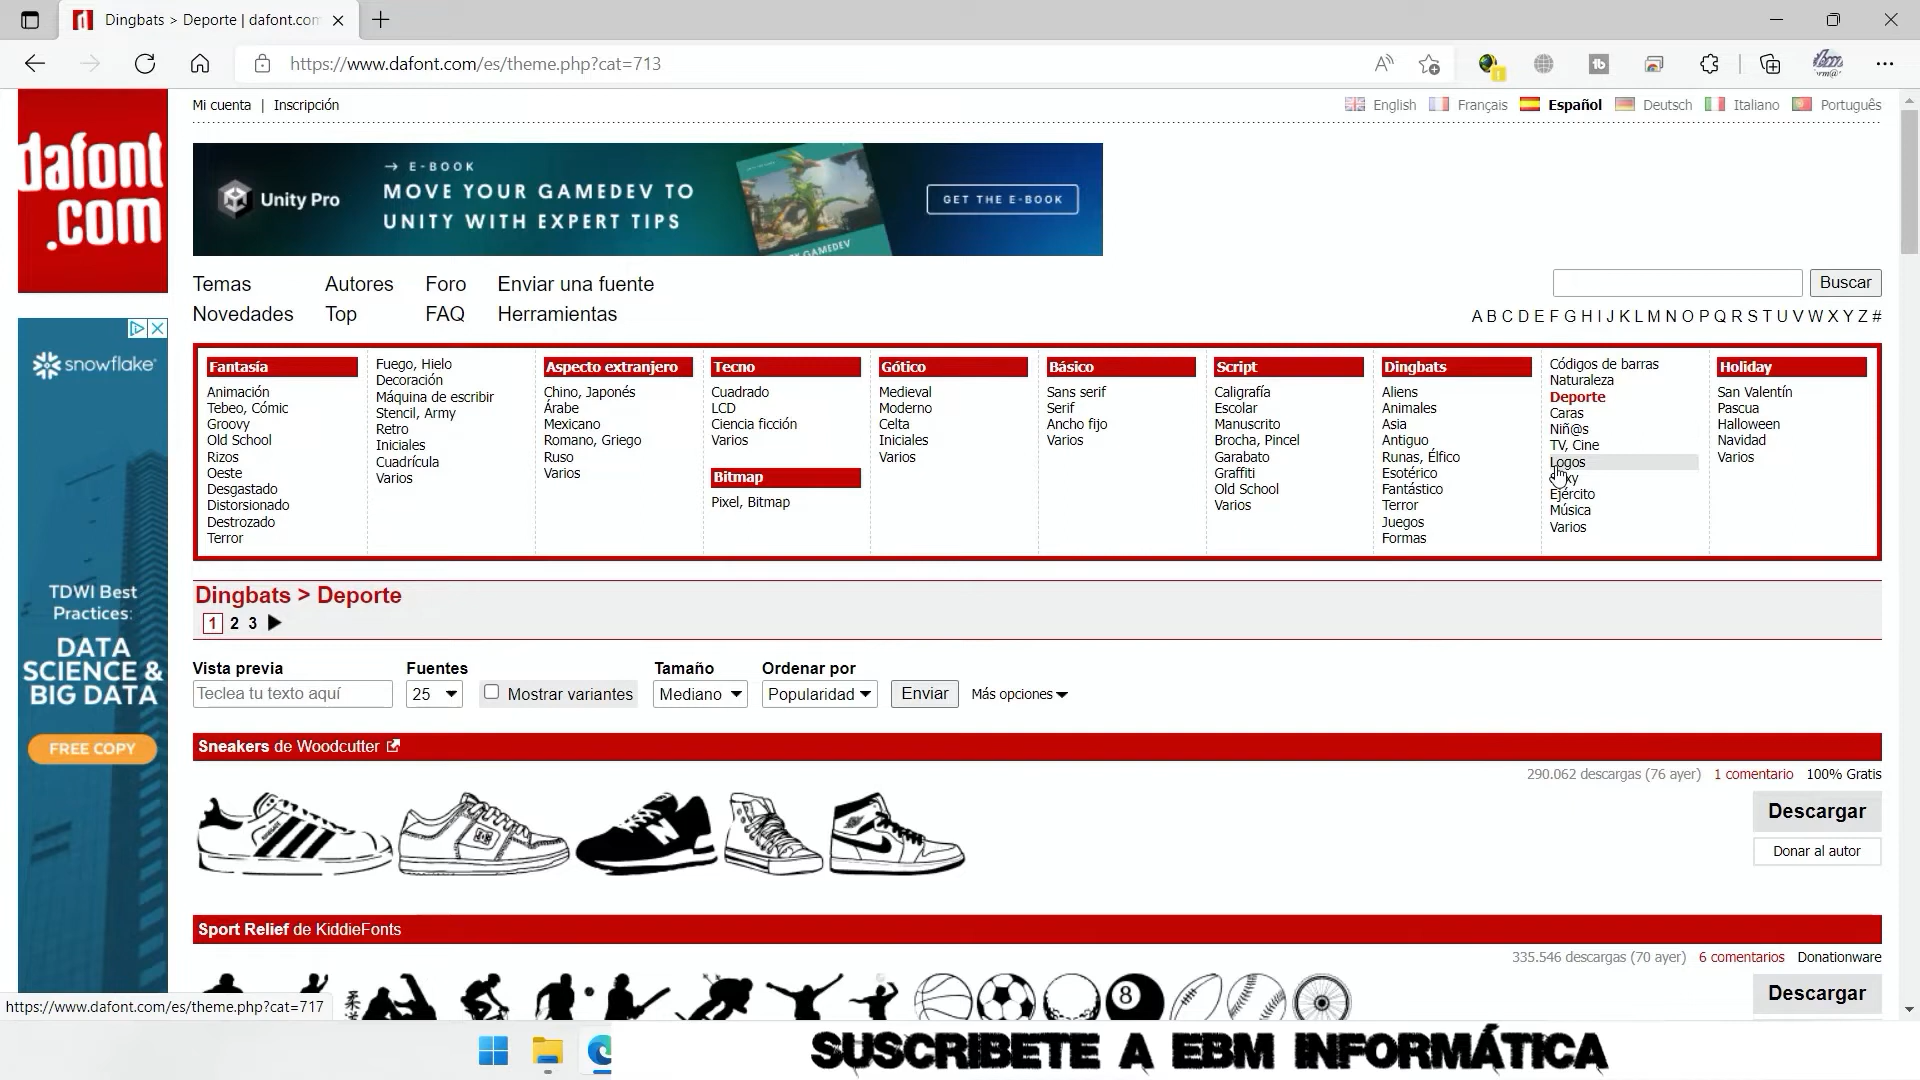 Dingbats > Deporte | dafont.com
https://www.dafont.com/es/theme.php?cat=713
Mi cuenta | Inscripción
English Français Español Deutsch Italiano Português
dafont
.com
→ E-BOOK
MOVE YOUR GAMEDEV TO
UNITY WITH EXPERT TIPS
Unity Pro
GAMEDEV
GET THE E-BOOK
Temas Autores Foro Enviar una fuente
Novedades Top FAQ Herramientas
Buscar
A B C D E F G H I J K L M N O P Q R S T U V W X Y Z #
Fantasía
Animación
Tebeo, Cómic
Groovy
Old School
Rizos
Oeste
Desgastado
Distorsionado
Destrozado
Terror
Fuego, Hielo
Decoración
Máquina de escribir
Stencil, Army
Retro
Iniciales
Cuadrícula
Varios
Aspecto extranjero
Chino, Japonés
Árabe
Mexicano
Romano, Griego
Ruso
Varios
Tecno
Cuadrado
LCD
Ciencia ficción
Varios
Bitmap
Pixel, Bitmap
Gótico
Medieval
Moderno
Celta
Iniciales
Varios
Básico
Sans serif
Serif
Ancho fijo
Varios
Script
Caligrafía
Escolar
Manuscrito
Brocha, Pincel
Garabato
Graffiti
Old School
Varios
Dingbats
Aliens
Animales
Asia
Antiguo
Runas, Élfico
Esotérico
Fantástico
Terror
Juegos
Formas
Códigos de barras
Naturaleza
Deporte
Caras
Niñ@s
TV, Cine
Logos
Ejército
Música
Varios
Holiday
San Valentín
Pascua
Halloween
Navidad
Varios
snowflake
TDWI Best
Practices:
DATA
SCIENCE &
BIG DATA
FREE COPY
Dingbats > Deporte
1 2 3
Vista previa Fuentes Tamaño Ordenar por
Teclea tu texto aquí 25 Mostrar variantes Mediano Popularidad Enviar Más opciones
Sneakers de Woodcutter
290.062 descargas (76 ayer) 1 comentario 100% Gratis
Descargar
Donar al autor
Sport Relief de KiddieFonts
335.546 descargas (70 ayer) 6 comentarios Donationware
8
Descargar
https://www.dafont.com/es/theme.php?cat=717
SUSCRIBETE A EBM INFORMÁTICA